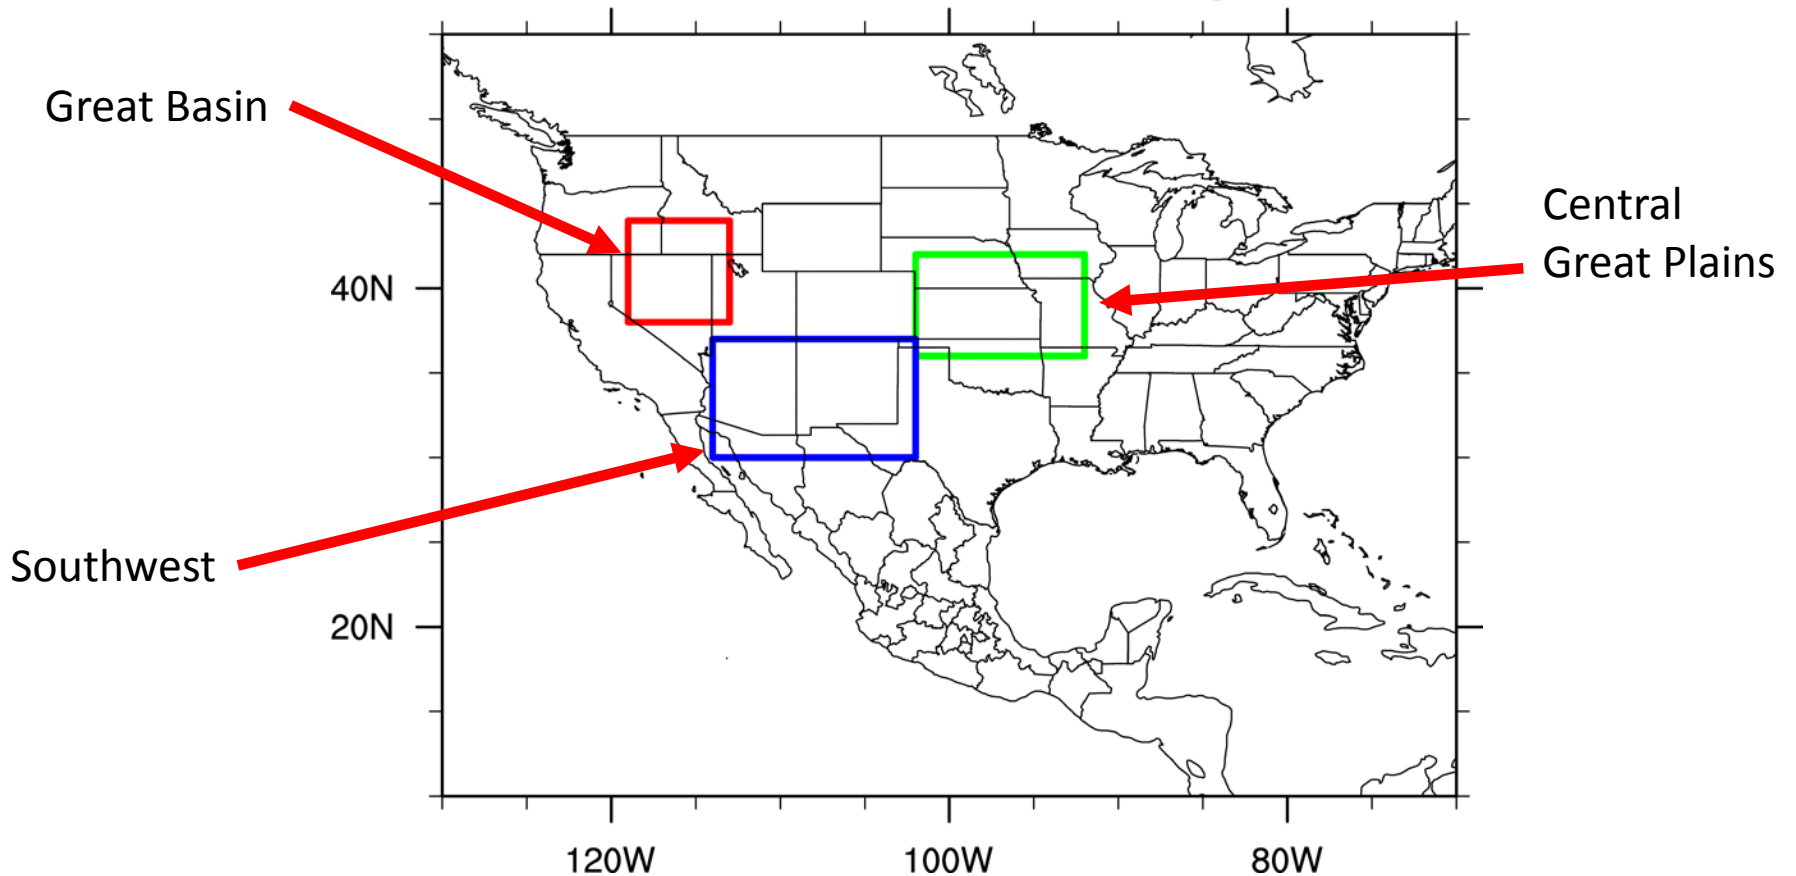 Great Basin
Central
Great Plains
40N
Southwest
20N
120W
100W
80W